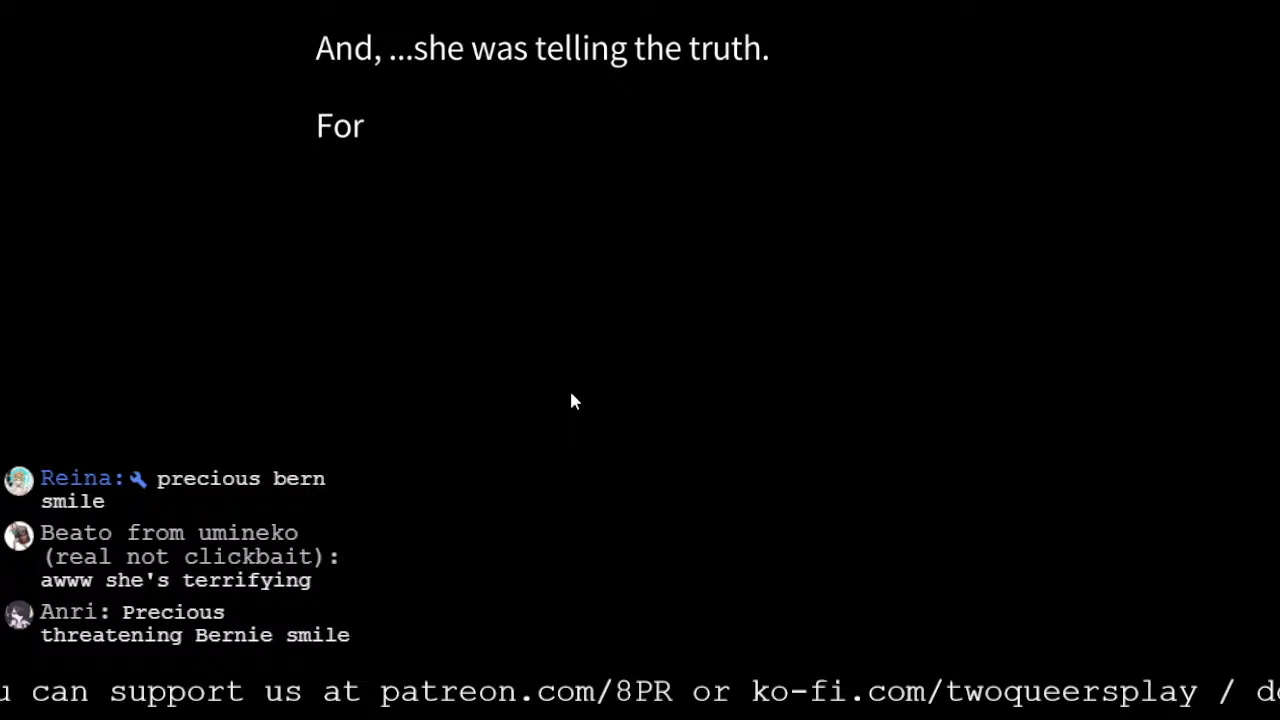 And, ...she was telling the truth.
For
Reina: precious bern
smile
Beato from umineko
(real not clickbait):
awww she's terrifying
Anri: Precious
threatening Bernie smile
u can support us at patreon.com/8PR or ko-fi.com/twoqueersplay / d